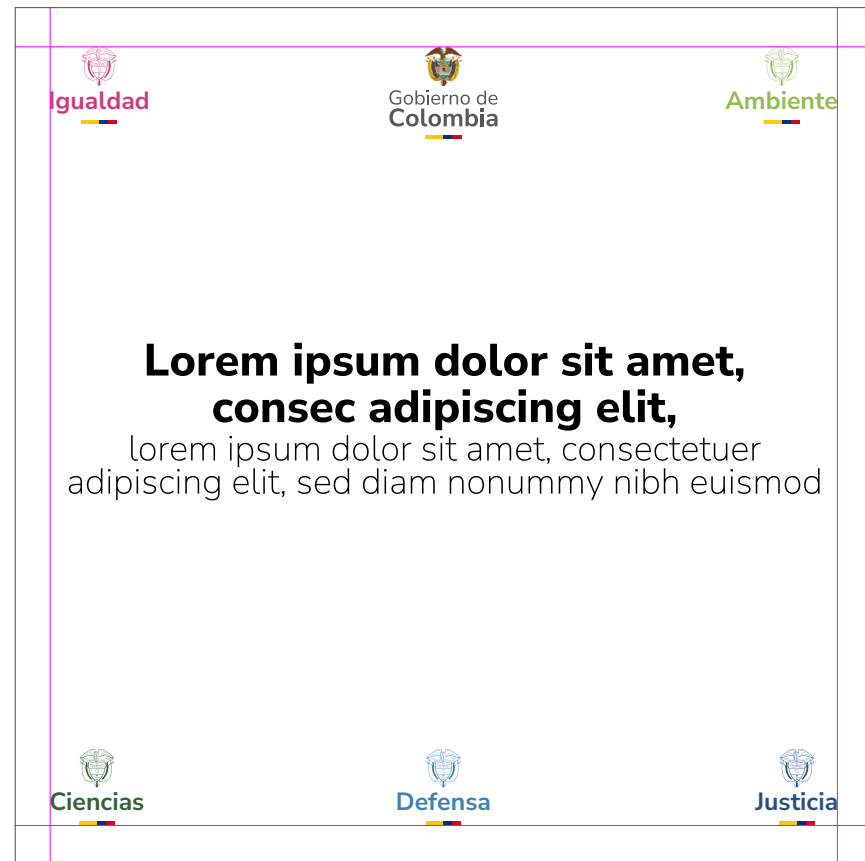 Igualdad
Gobierno de
Colombia
Ambiente
Lorem ipsum dolor sit amet,
consec adipiscing elit,
lorem ipsum dolor sit amet, consectetuer
adipiscing elit, sed diam nonummy nibh euismod
Ciencias
Defensa
Justicia